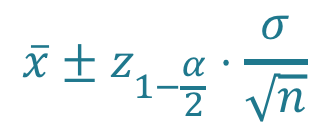 x̄ ± z_{1−α/2} · σ/√n